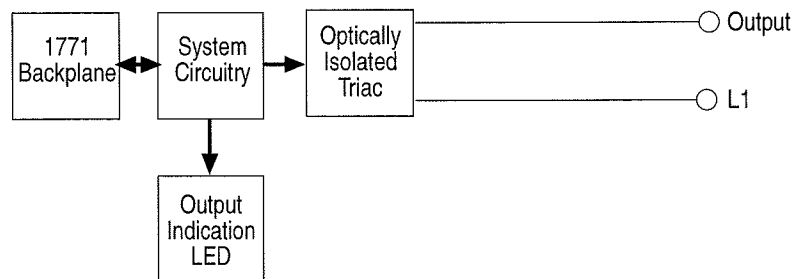 1771
Backplane
System
Circuitry
Optically
Isolated
Triac
Output
L1
Output
Indication
LED